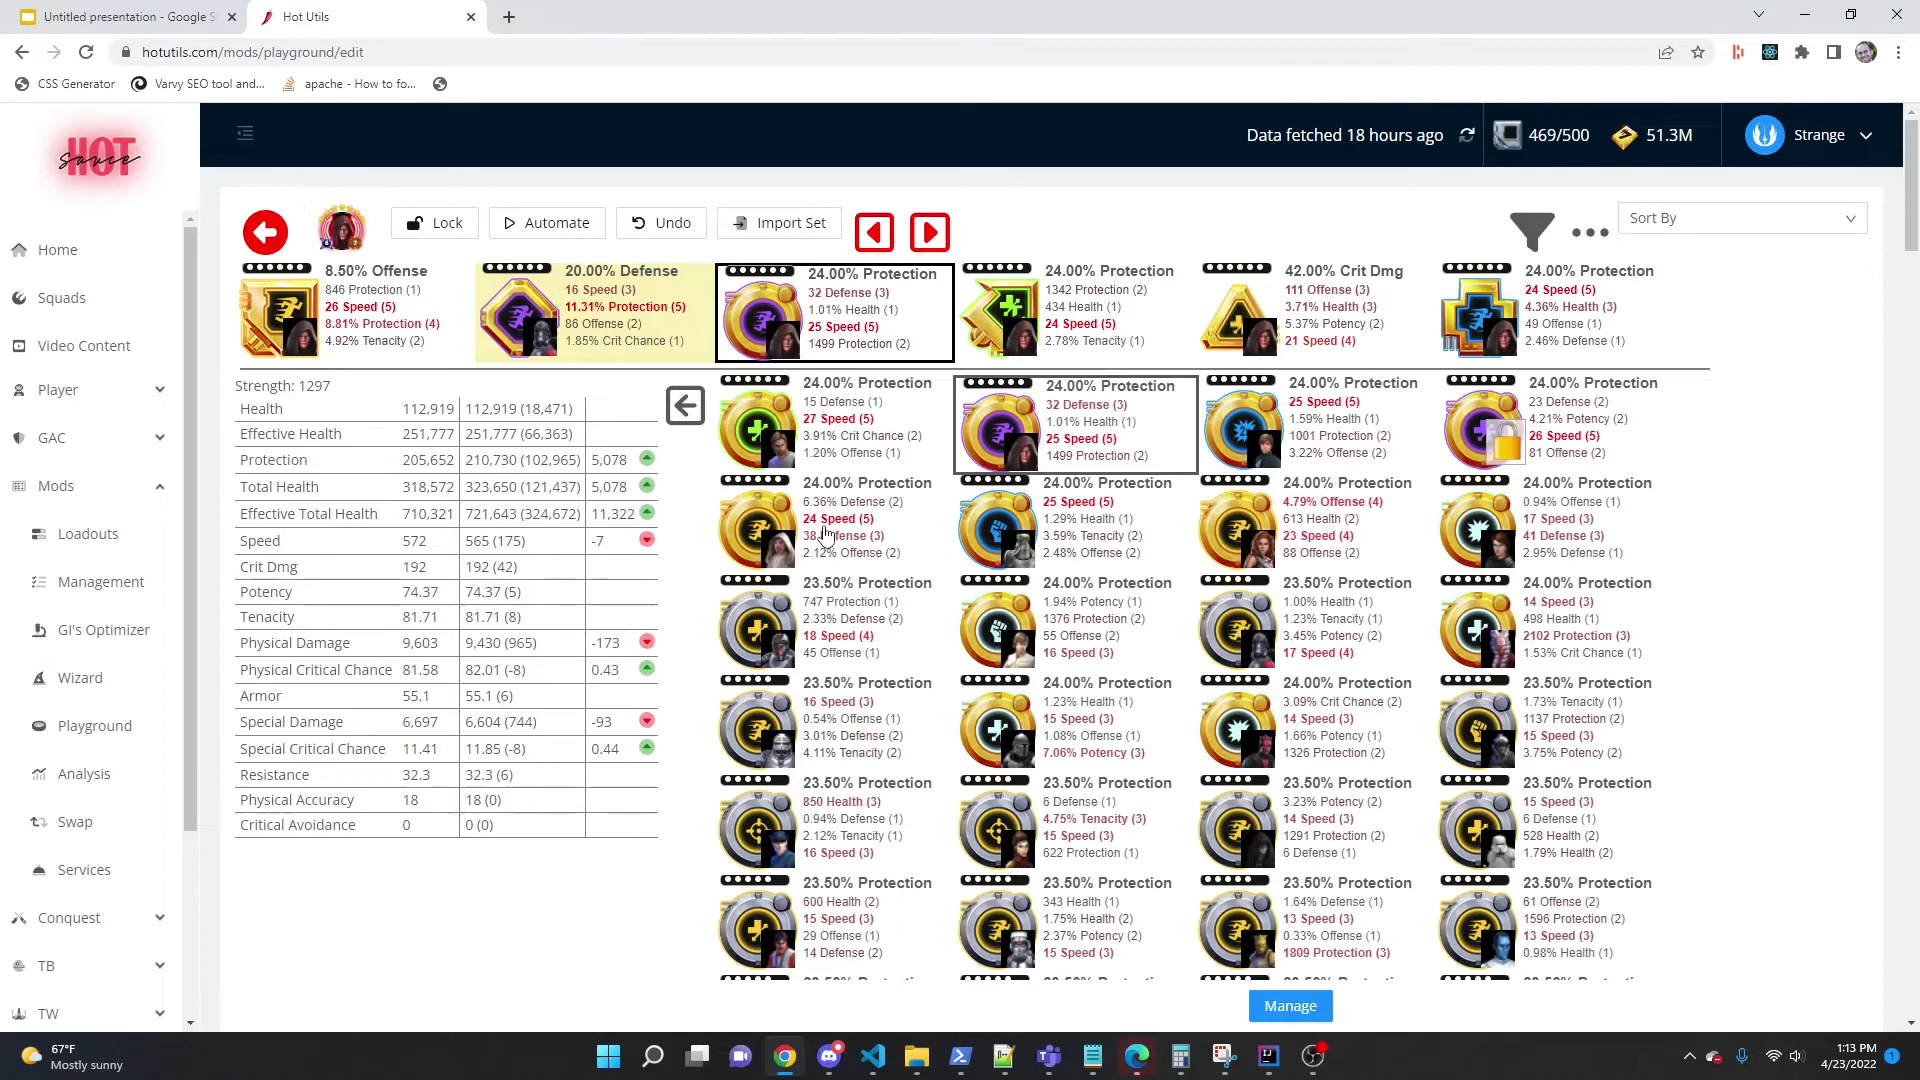 Untitled presentation - Google S
Hot Utils
hotutils.com/mods/playground/edit
CSS Generator
Varvy SEO tool and...
apache - How to fo...
HOT
sauce
Data fetched 18 hours ago
469/500
51.3M
Strange
Home
Squads
Video Content
Player
GAC
Mods
Loadouts
Management
GI's Optimizer
Wizard
Playground
Analysis
Swap
Services
Conquest
TB
TW
Lock
Automate
Undo
Import Set
Sort By
8.50% Offense
846 Protection (1)
26 Speed (5)
8.81% Protection (4)
4.92% Tenacity (2)
20.00% Defense
16 Speed (3)
11.31% Protection (5)
86 Offense (2)
1.85% Crit Chance (1)
24.00% Protection
32 Defense (3)
1.01% Health (1)
25 Speed (5)
1499 Protection (2)
24.00% Protection
1342 Protection (2)
434 Health (1)
24 Speed (5)
2.78% Tenacity (1)
42.00% Crit Dmg
111 Offense (3)
3.71% Health (3)
5.37% Potency (2)
21 Speed (4)
24.00% Protection
24 Speed (5)
4.36% Health (3)
49 Offense (1)
2.46% Defense (1)
Strength: 1297
Health 112,919 112,919 (18,471)
Effective Health 251,777 251,777 (66,363)
Protection 205,652 210,730 (102,965) 5,078
Total Health 318,572 323,650 (121,437) 5,078
Effective Total Health 710,321 721,643 (324,672) 11,322
Speed 572 565 (175) -7
Crit Dmg 192 192 (42)
Potency 74.37 74.37 (5)
Tenacity 81.71 81.71 (8)
Physical Damage 9,603 9,430 (965) -173
Physical Critical Chance 81.58 82.01 (-8) 0.43
Armor 55.1 55.1 (6)
Special Damage 6,697 6,604 (744) -93
Special Critical Chance 11.41 11.85 (-8) 0.44
Resistance 32.3 32.3 (6)
Physical Accuracy 18 18 (0)
Critical Avoidance 0 0 (0)
24.00% Protection
15 Defense (1)
27 Speed (5)
3.91% Crit Chance (2)
1.20% Offense (1)
24.00% Protection
32 Defense (3)
1.01% Health (1)
25 Speed (5)
1499 Protection (2)
24.00% Protection
25 Speed (5)
1.59% Health (1)
1001 Protection (2)
3.22% Offense (2)
24.00% Protection
23 Defense (2)
4.21% Potency (2)
26 Speed (5)
81 Offense (2)
24.00% Protection
6.36% Defense (2)
24 Speed (5)
(3)
2.12% Offense (2)
24.00% Protection
25 Speed (5)
1.29% Health (1)
3.59% Tenacity (2)
2.48% Offense (2)
24.00% Protection
4.79% Offense (4)
613 Health (2)
23 Speed (4)
88 Offense (2)
24.00% Protection
0.94% Offense (1)
17 Speed (3)
41 Defense (3)
2.95% Defense (1)
23.50% Protection
747 Protection (1)
2.33% Defense (2)
18 Speed (4)
45 Offense (1)
24.00% Protection
1.94% Potency (1)
1376 Protection (2)
55 Offense (2)
16 Speed (3)
23.50% Protection
1.00% Health (1)
1.23% Tenacity (1)
3.45% Potency (2)
17 Speed (4)
24.00% Protection
14 Speed (3)
498 Health (1)
2102 Protection (3)
1.53% Crit Chance (1)
23.50% Protection
16 Speed (3)
0.54% Offense (1)
3.01% Defense (2)
4.11% Tenacity (2)
24.00% Protection
1.23% Health (1)
15 Speed (3)
1.08% Offense (1)
7.06% Potency (3)
24.00% Protection
3.09% Crit Chance (2)
14 Speed (3)
1.66% Potency (1)
1326 Protection (2)
23.50% Protection
1.73% Tenacity (1)
1137 Protection (2)
15 Speed (3)
3.75% Potency (2)
23.50% Protection
850 Health (3)
0.94% Defense (1)
2.12% Tenacity (1)
16 Speed (3)
23.50% Protection
6 Defense (1)
4.75% Tenacity (3)
15 Speed (3)
622 Protection (1)
23.50% Protection
3.23% Potency (2)
14 Speed (3)
1291 Protection (2)
6 Defense (1)
23.50% Protection
15 Speed (3)
6 Defense (1)
528 Health (2)
1.79% Health (2)
23.50% Protection
600 Health (2)
15 Speed (3)
29 Offense (1)
14 Defense (2)
23.50% Protection
343 Health (1)
1.75% Health (2)
2.37% Potency (2)
15 Speed (3)
23.50% Protection
1.64% Defense (1)
13 Speed (3)
0.33% Offense (1)
1809 Protection (3)
23.50% Protection
61 Offense (2)
1596 Protection (2)
13 Speed (3)
0.98% Health (1)
Manage
67°F
Mostly sunny
1:13 PM
4/23/2022
1